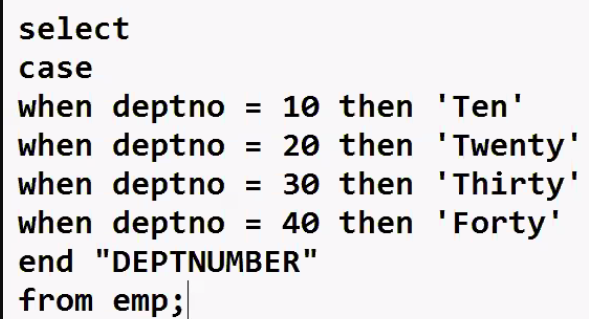 select
case
when deptno = 10 then 'Ten'
when deptno = 20 then 'Twenty'
when deptno = 30 then 'Thirty'
when deptno = 40 then 'Forty'
end "DEPTNUMBER"
from emp;